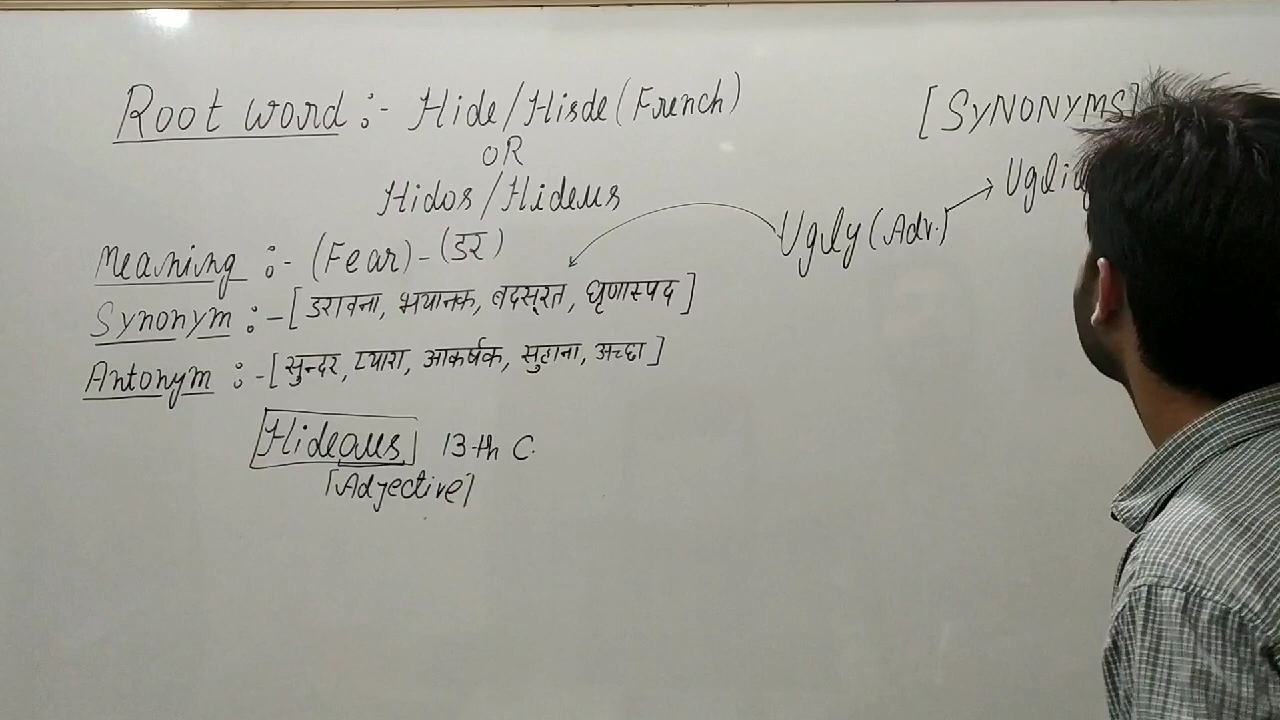 Root word :- Hide/Hisde (French)
OR
Hidos/Hideus
Meaning :- (Fear) - (डर)
Synonym :- [डरावना, भयानक, बदसूरत, घृणास्पद]
Antonym :- [सुन्दर, प्यारा, आकर्षक, सुहाना, अच्छा]
Hideous 13th C.
[Adjective]
[SYNONYMS]
Ugly (Adv.)